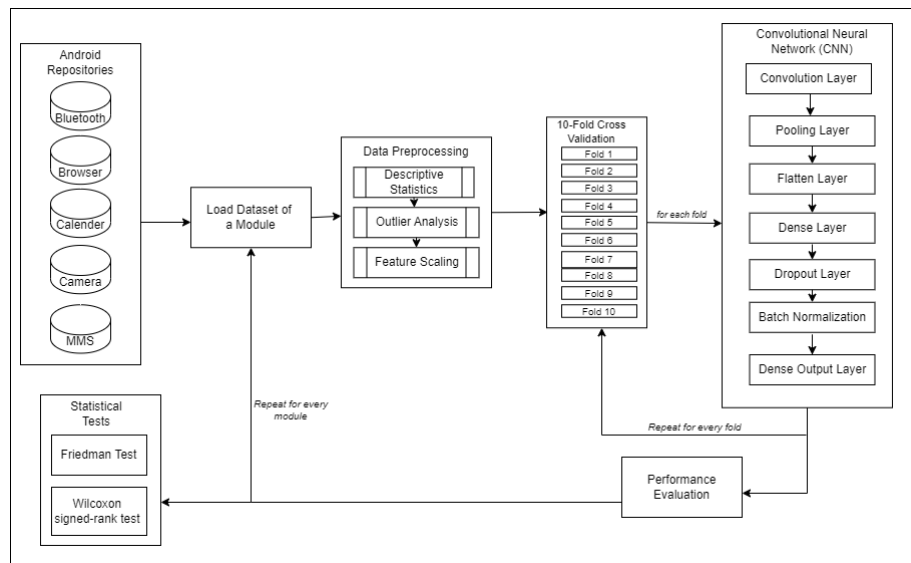 Android
Repositories
Bluetooth
Browser
Calender
Camera
MMS
Load Dataset of
a Module
Data Preprocessing
Descriptive
Statistics
Outlier Analysis
Feature Scaling
10-Fold Cross
Validation
Fold 1
Fold 2
Fold 3
Fold 4
Fold 5
Fold 6
Fold 7
Fold 8
Fold 9
Fold 10
for each fold
Convolutional Neural
Network (CNN)
Convolution Layer
Pooling Layer
Flatten Layer
Dense Layer
Dropout Layer
Batch Normalization
Dense Output Layer
Repeat for every fold
Performance
Evaluation
Repeat for every
module
Statistical
Tests
Friedman Test
Wilcoxon
signed-rank test